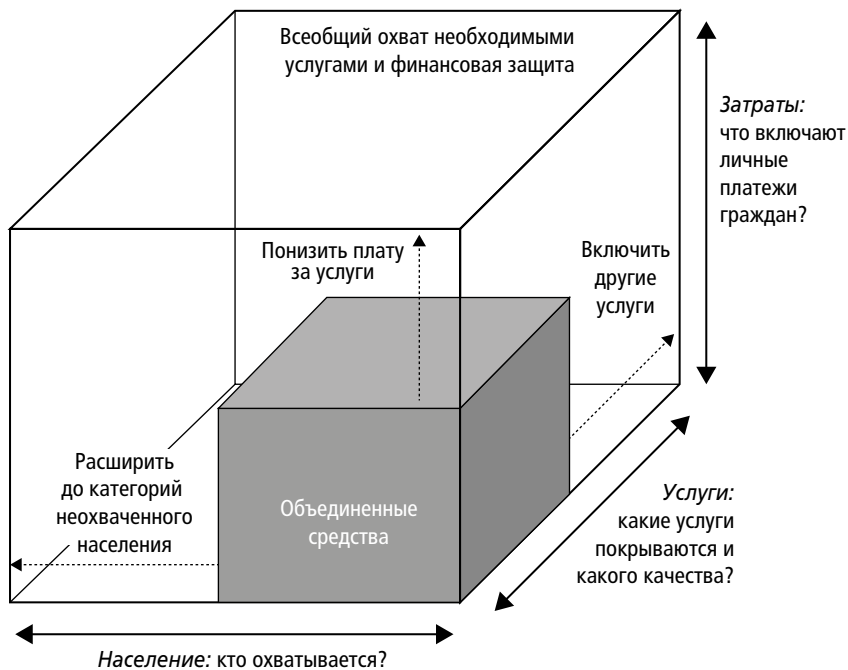 Всеобщий охват необходимыми
услугами и финансовая защита
Затраты:
что включают
личные
платежи
граждан?
Понизить плату
за услуги
Включить
другие
услуги
Расширить
до категорий
неохваченного
населения
Объединенные
средства
Услуги:
какие услуги
покрываются и
какого качества?
Население: кто охватывается?